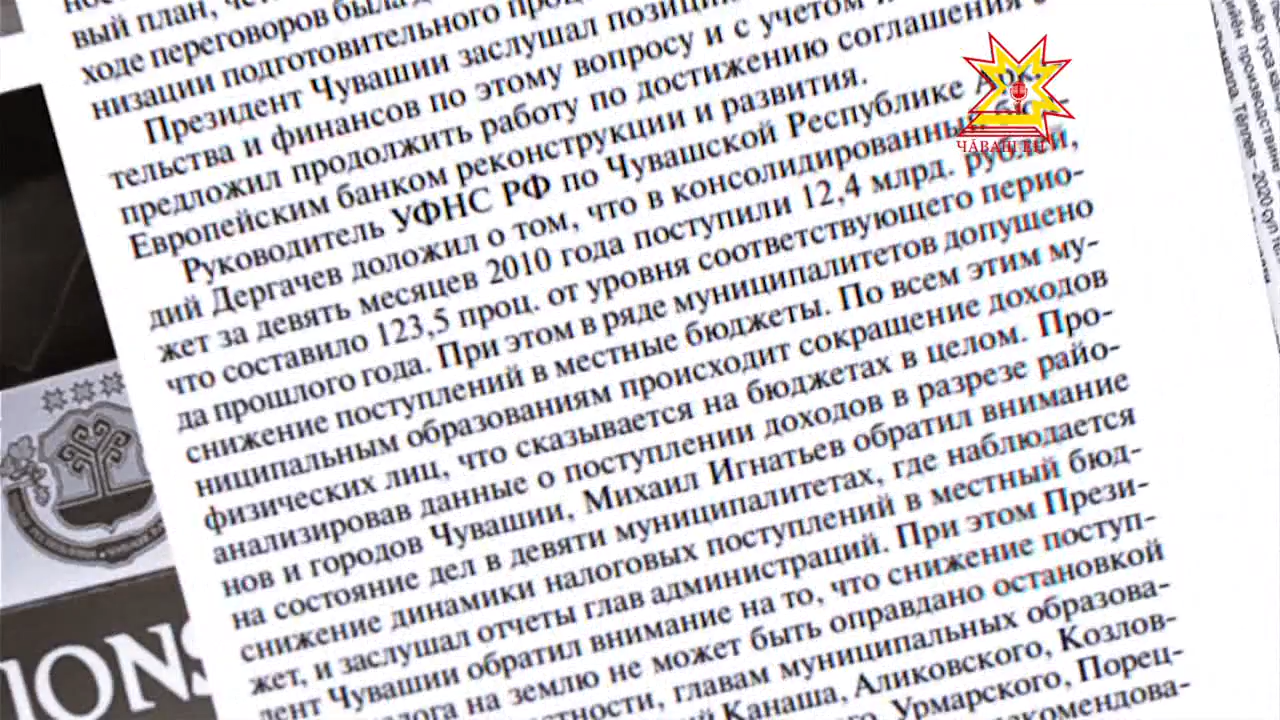 вый план,
ходе переговоров была
низации подготовительного
Президент Чувашии заслушал
тельства и финансов по этому вопросу и с учетом
предложил продолжить работу по достижению соглашения
Европейским банком реконструкции и развития.
Руководитель УФНС РФ по Чувашской Республике
дий Дергачев доложил о том, что в консолидированный
жет за девять месяцев 2010 года поступили 12,4 млрд. рублей,
что составило 123,5 проц. от уровня соответствующего перио-
да прошлого года. При этом в ряде муниципалитетов допущено
снижение поступлений в местные бюджеты. По всем этим му-
ниципальным образованиям происходит сокращение доходов
физических лиц, что сказывается на бюджетах в целом. Про-
анализировав данные о поступлении доходов в разрезе райо-
нов и городов Чувашии, Михаил Игнатьев обратил внимание
на состояние дел в девяти муниципалитетах, где наблюдается
снижение динамики налоговых поступлений в местный бюд-
жет, и заслушал отчеты глав администраций. При этом Прези-
дент Чувашии обратил внимание на то, что снижение поступ-
на землю не может быть оправдано остановкой
главам муниципальных образова-
Канаша, Аликовского, Козлов-
Урмарского, Порец-
ЧӐВАШ ЕН
IONS